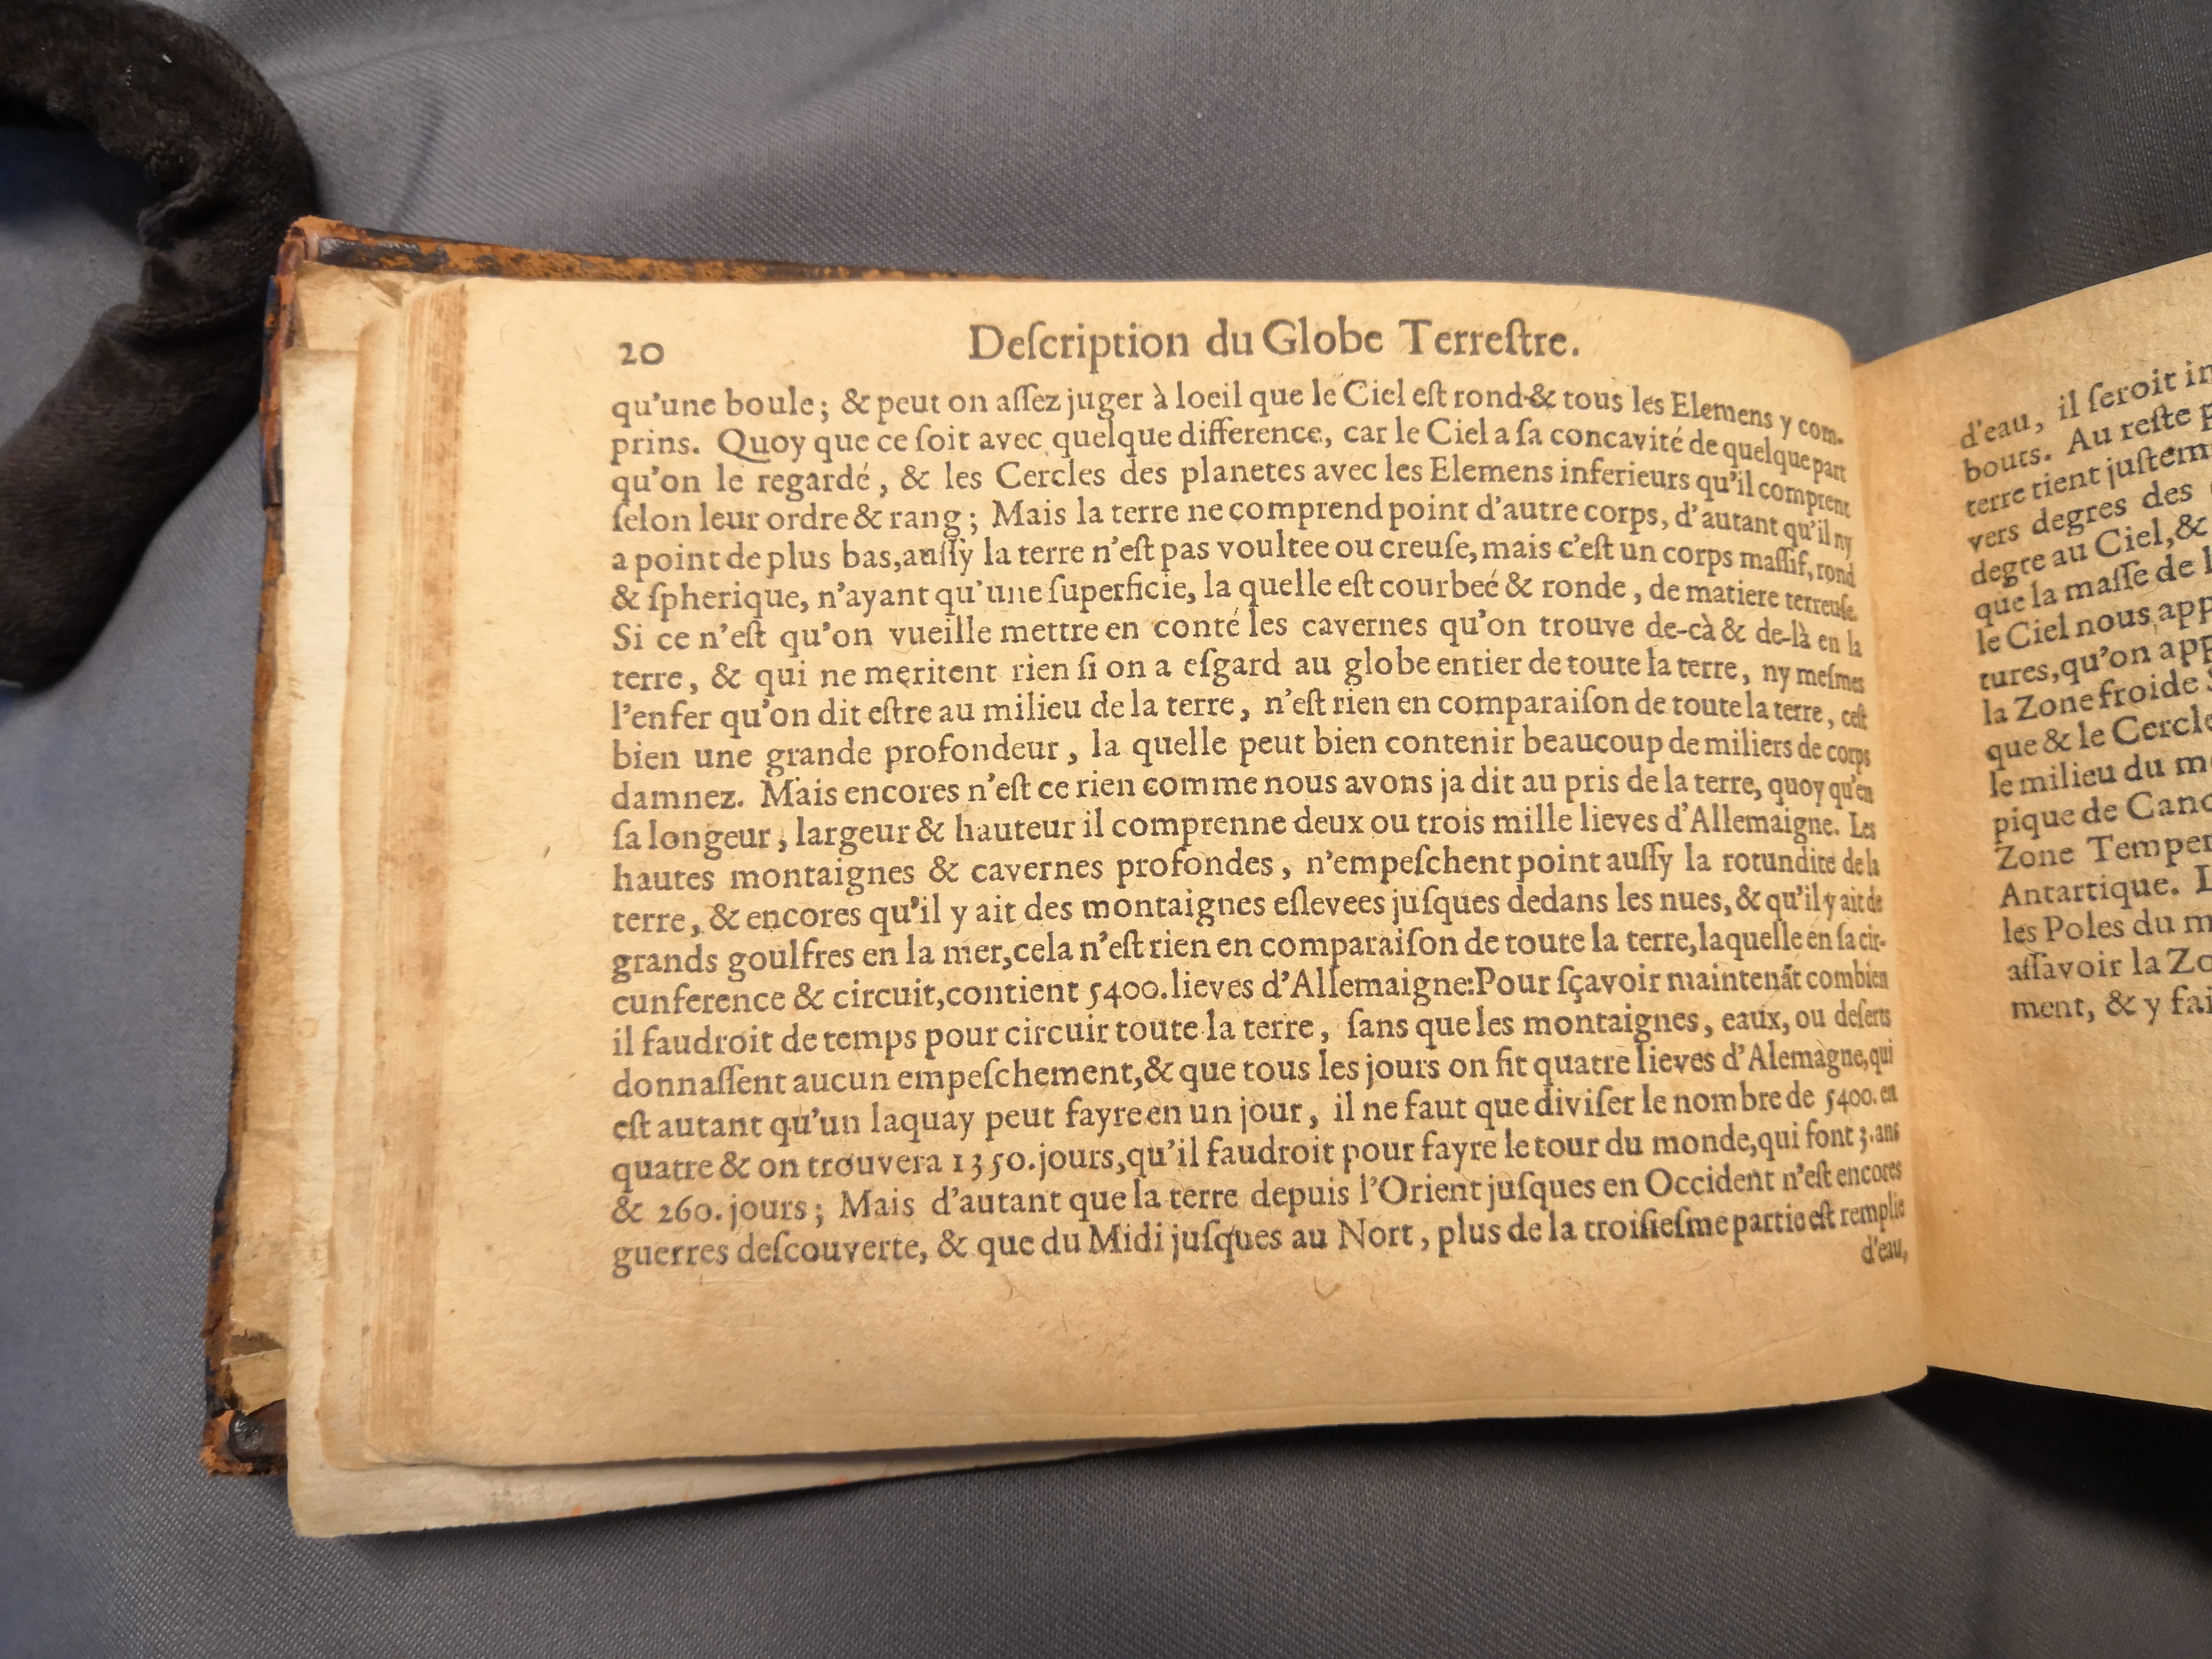 20 Deſcription du Globe Terreſtre.
qu'une boule; & peut on aſſez juger à loeil que le Ciel eſt rond & tous les Elemens y com-
prins. Quoy que ce ſoit avec quelque difference, car le Ciel a ſa concavité de quelque part
qu'on le regardé, & les Cercles des planetes avec les Elemens inferieurs qu'il comprent
ſelon leur ordre & rang; Mais la terre ne comprend point d'autre corps, d'autant qu'il ny
a point de plus bas, auſſy la terre n'eſt pas voultee ou creuſe, mais c'eſt un corps maſſif, rond
& ſpherique, n'ayant qu'une ſuperficie, la quelle eſt courbeé & ronde, de matiere terreuſe.
Si ce n'eſt qu'on vueille mettre en conté les cavernes qu'on trouve de-cà & de-là en la
terre, & qui ne meritent rien ſi on a eſgard au globe entier de toute la terre, ny meſmes
l'enfer qu'on dit eſtre au milieu de la terre, n'eſt rien en comparaiſon de toute la terre, ceſt
bien une grande profondeur, la quelle peut bien contenir beaucoup de miliers de corps
damnez. Mais encores n'eſt ce rien comme nous avons ja dit au pris de la terre, quoy qu'en
ſa longeur, largeur & hauteur il comprenne deux ou trois mille lieves d'Allemaigne. Les
hautes montaignes & cavernes profondes, n'empeſchent point auſſy la rotundité de la
terre, & encores qu'il y ait des montaignes eſlevees juſques dedans les nues, & qu'il y ait de
grands goulfres en la mer, cela n'eſt rien en comparaiſon de toute la terre, laquelle en ſa cir-
cunference & circuit, contient 5400. lieves d'Allemaigne: Pour ſçavoir maintenãt combien
il faudroit de temps pour circuir toute la terre, ſans que les montaignes, eaux, ou deſerts
donnaſſent aucun empeſchement, & que tous les jours on fit quatre lieves d'Alemagne, qui
eſt autant qu'un laquay peut fayre en un jour, il ne faut que diviſer le nombre de 5400. en
quatre & on trouvera 1350. jours, qu'il faudroit pour fayre le tour du monde, qui font 3. ans
& 260. jours; Mais d'autant que la terre depuis l'Orient juſques en Occident n'eſt encores
guerres deſcouverte, & que du Midi juſques au Nort, plus de la troiſieſme partie eſt remplie
d'eau,
d'eau, il ſeroit
bouts. Au reſte
terre tient
vers degres des
degre au Ciel, &
que la maſſe de
le Ciel nous
tures, qu'on
la Zone froide
que & le
le milieu du
pique de
Zone
Antartique.
les Poles du
aſſavoir la
ment, & y